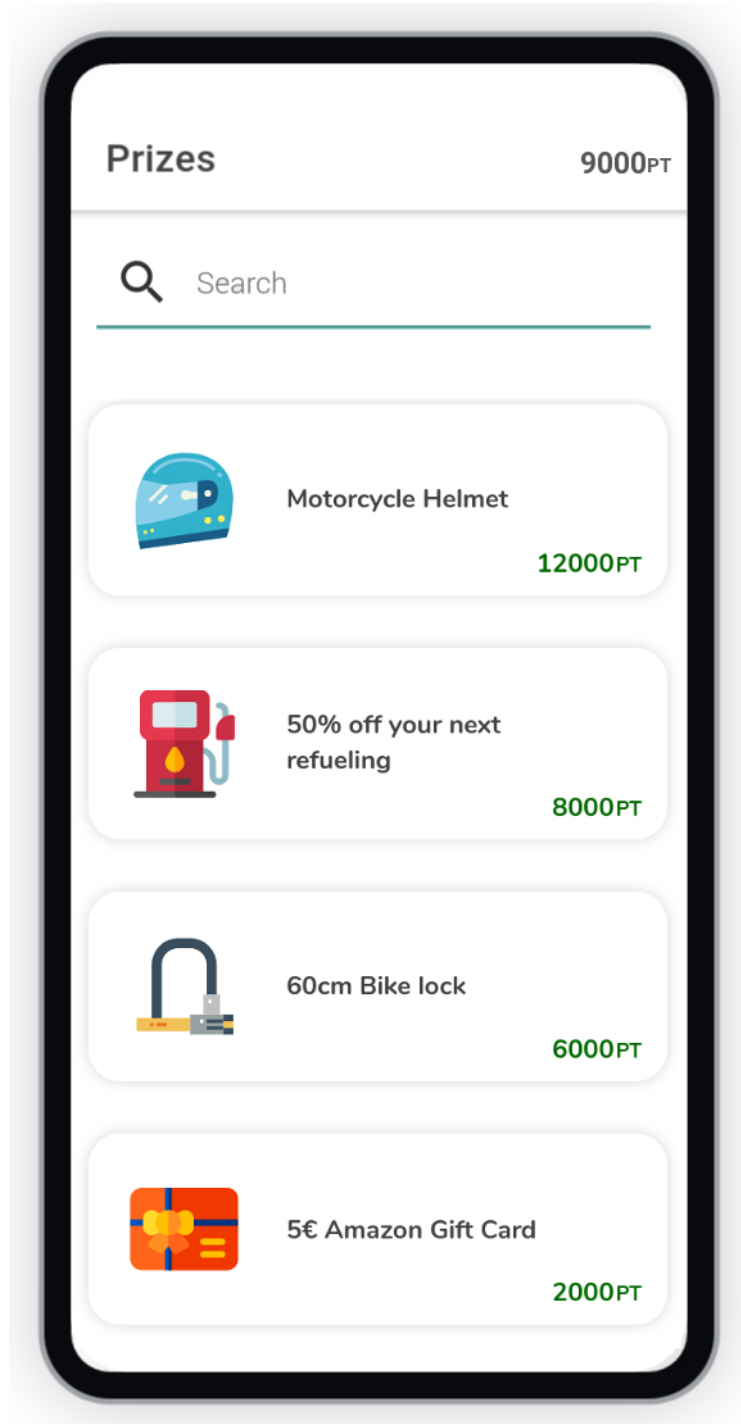 Prizes
9000PT
Search
Motorcycle Helmet
12000PT
50% off your next
refueling
8000PT
60cm Bike lock
6000PT
5€ Amazon Gift Card
2000PT